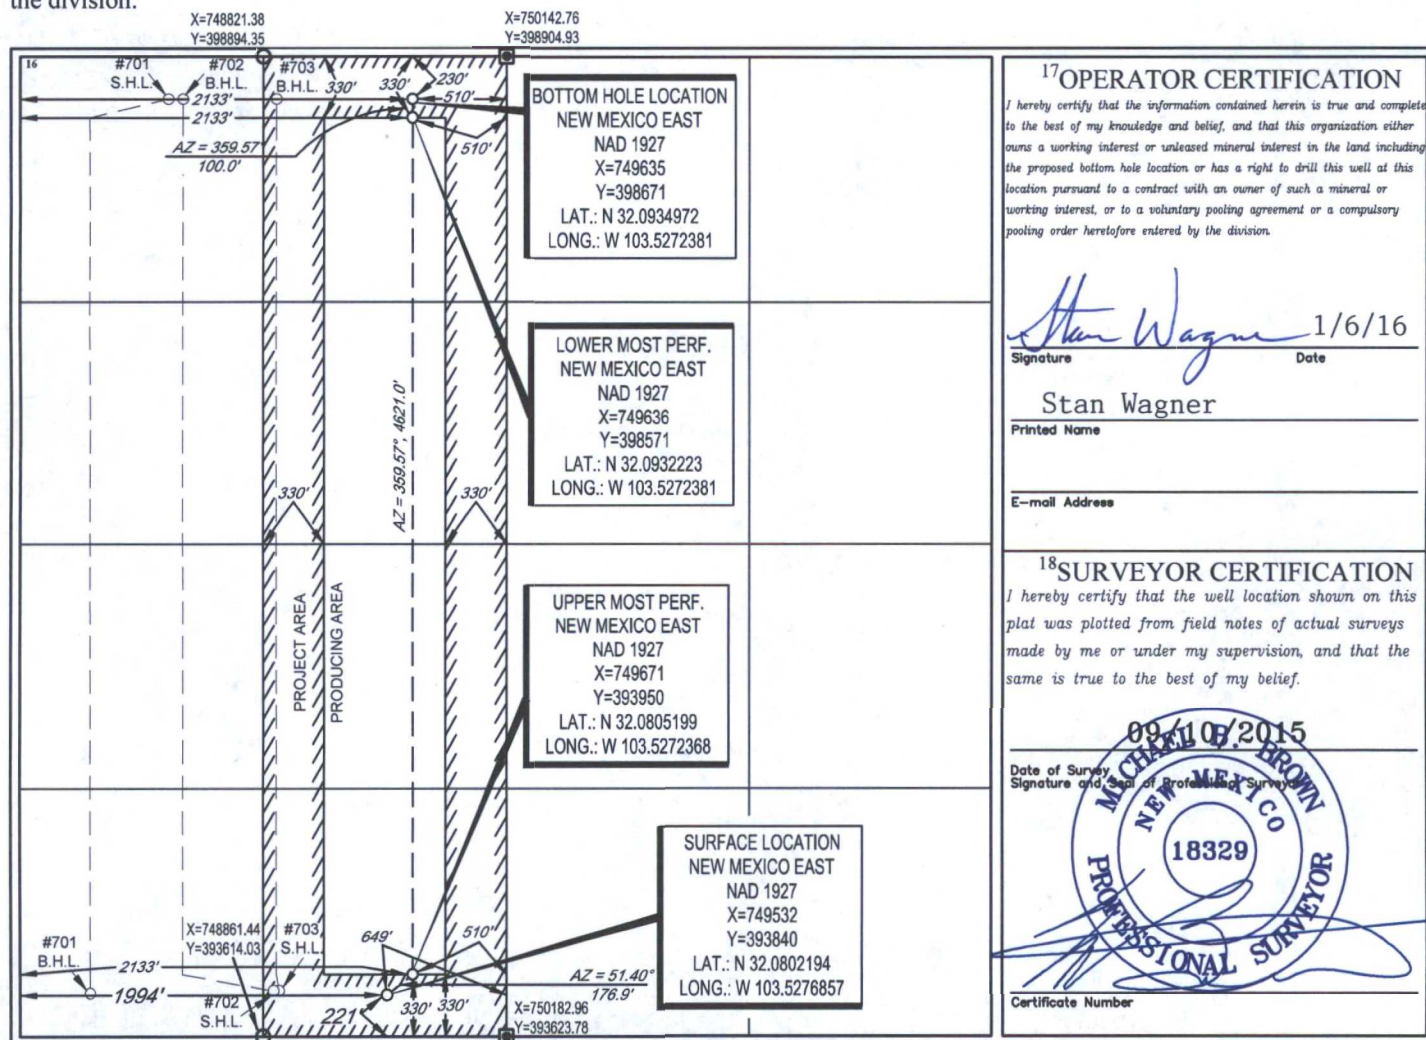 the division.
X=748821.38
Y=398894.35
X=750142.76
Y=398904.93
16
#701
S.H.L.
#702
B.H.L.
#703
B.H.L.
330'
330'
230'
2133'
510'
2133'
510'
AZ = 359.57°
100.0'
BOTTOM HOLE LOCATION
NEW MEXICO EAST
NAD 1927
X=749635
Y=398671
LAT.: N 32.0934972
LONG.: W 103.5272381
LOWER MOST PERF.
NEW MEXICO EAST
NAD 1927
X=749636
Y=398571
LAT.: N 32.0932223
LONG.: W 103.5272381
AZ = 359.57°, 4621.0'
330'
330'
PROJECT AREA
PRODUCING AREA
UPPER MOST PERF.
NEW MEXICO EAST
NAD 1927
X=749671
Y=393950
LAT.: N 32.0805199
LONG.: W 103.5272368
SURFACE LOCATION
NEW MEXICO EAST
NAD 1927
X=749532
Y=393840
LAT.: N 32.0802194
LONG.: W 103.5276857
X=748861.44
Y=393614.03
#703
S.H.L.
649'
510'
#701
B.H.L.
2133'
1994'
#702
S.H.L.
221'
330'
330'
AZ = 51.40°
176.9'
X=750182.96
Y=393623.78
17 OPERATOR CERTIFICATION
I hereby certify that the information contained herein is true and complete
to the best of my knowledge and belief, and that this organization either
owns a working interest or unleased mineral interest in the land including
the proposed bottom hole location or has a right to drill this well at this
location pursuant to a contract with an owner of such a mineral or
working interest, or to a voluntary pooling agreement or a compulsory
pooling order heretofore entered by the division.
Stan Wagner 1/6/16
Signature Date
Stan Wagner
Printed Name
E-mail Address
18 SURVEYOR CERTIFICATION
I hereby certify that the well location shown on this
plat was plotted from field notes of actual surveys
made by me or under my supervision, and that the
same is true to the best of my belief.
09/10/2015
Date of Survey
Signature and Seal of Professional Surveyor
MICHAEL B. BROWN
NEW MEXICO
18329
PROFESSIONAL SURVEYOR
Certificate Number